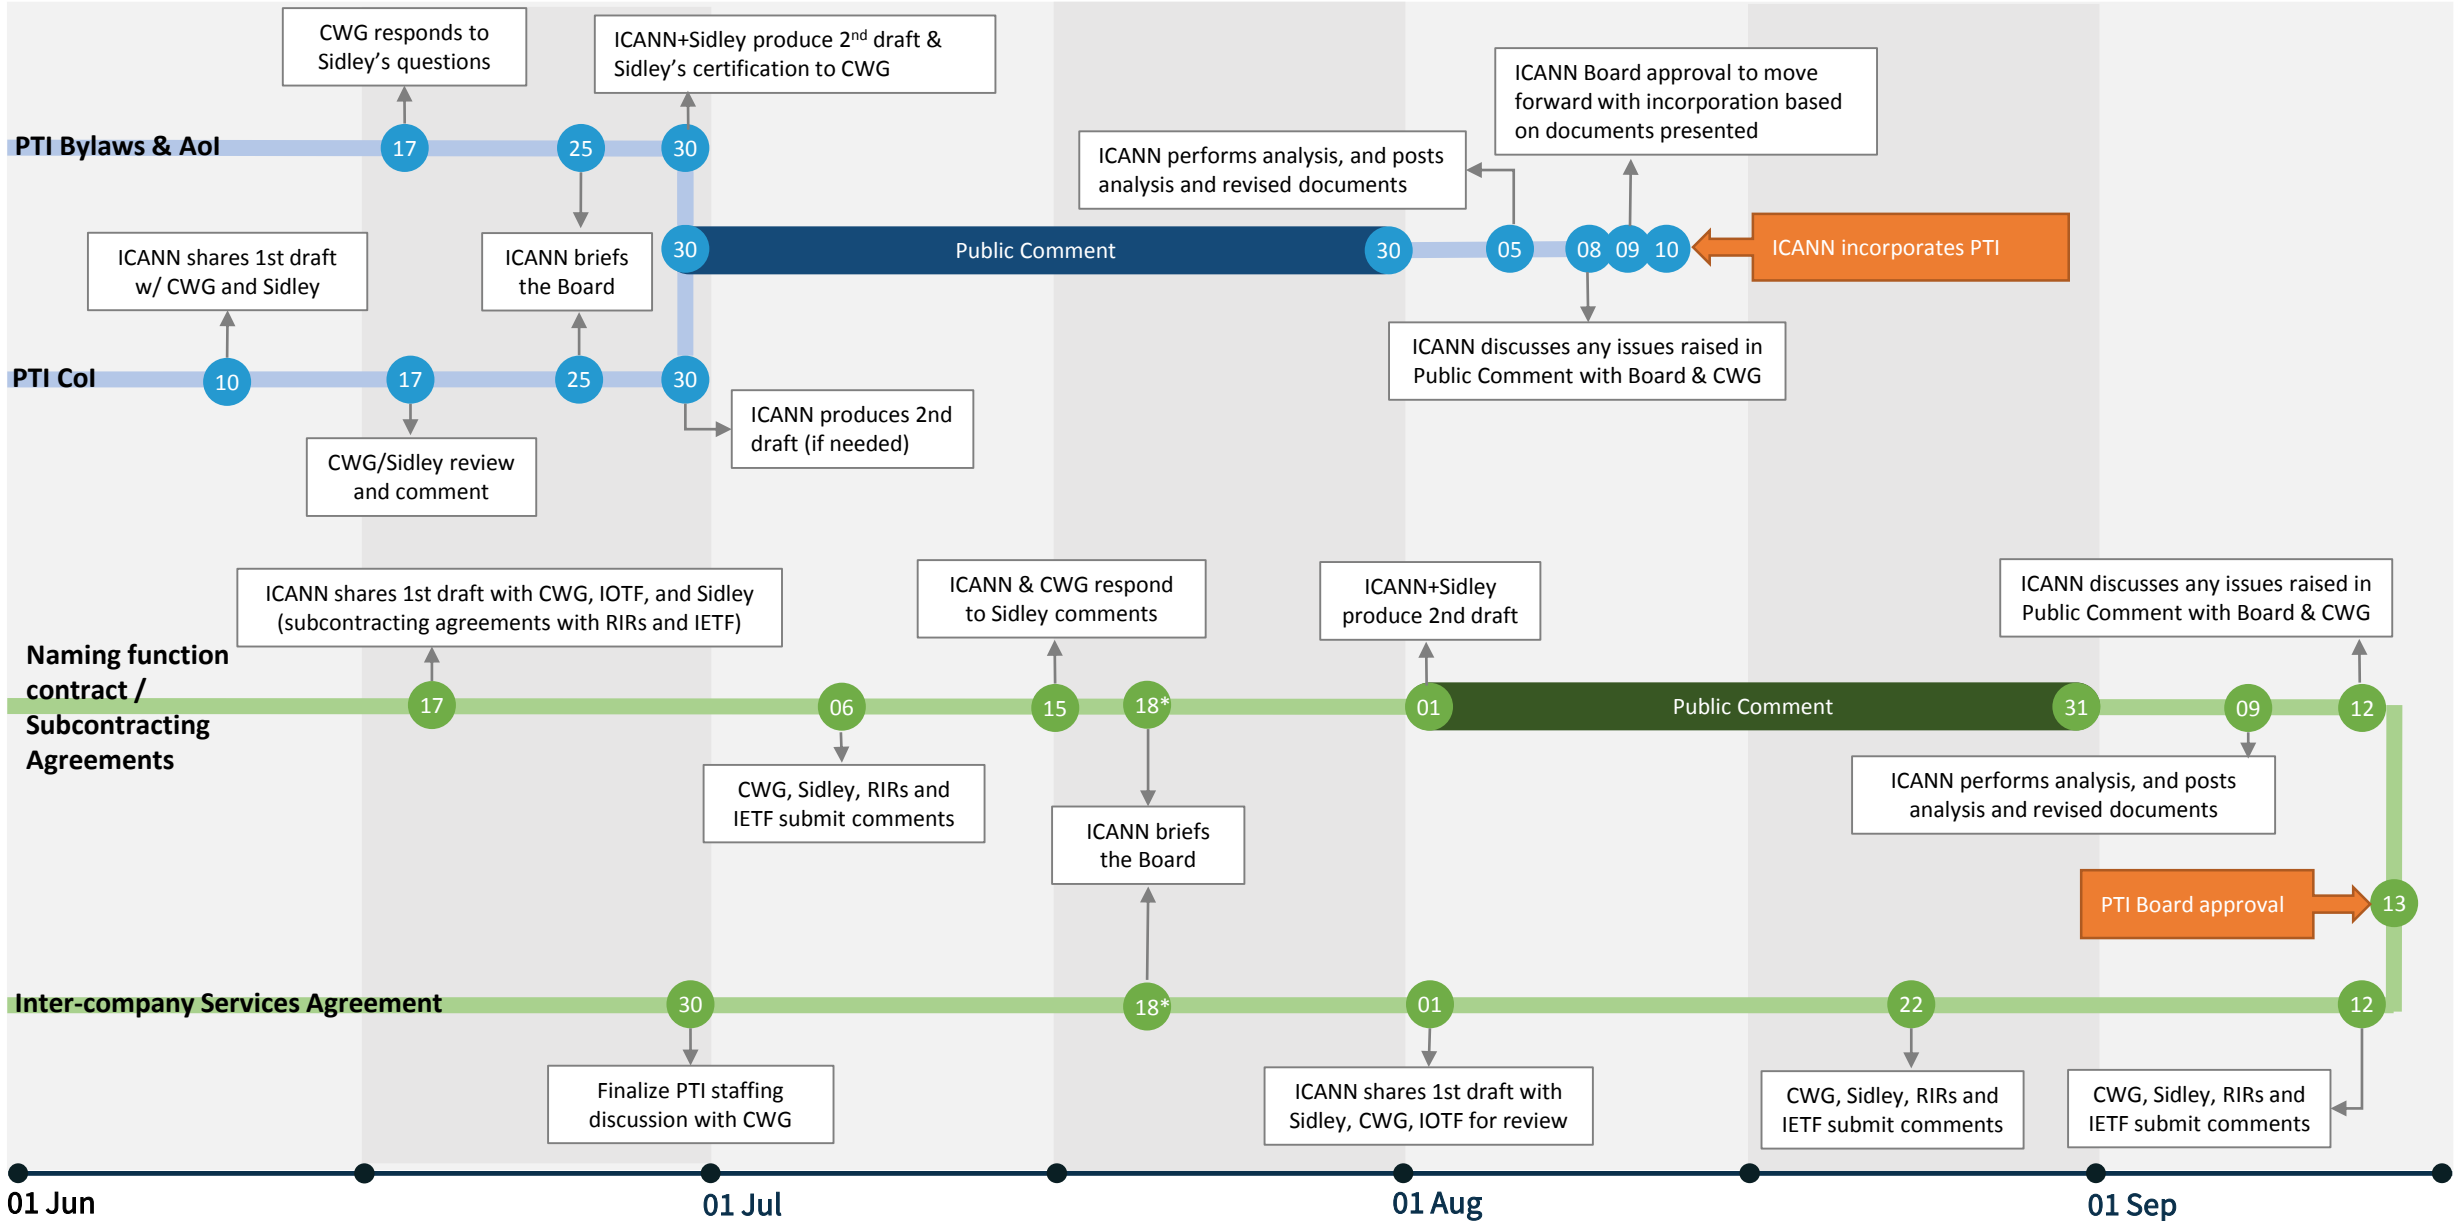 CWG responds to
Sidley's questions
ICANN+Sidley produce 2nd draft &
Sidley's certification to CWG
ICANN Board approval to move
forward with incorporation based
on documents presented
PTI Bylaws & AoI
17
25
30
ICANN performs analysis, and posts
analysis and revised documents
ICANN shares 1st draft
w/ CWG and Sidley
ICANN briefs
the Board
30
Public Comment
30
05
08
09
10
ICANN incorporates PTI
ICANN discusses any issues raised in
Public Comment with Board & CWG
PTI CoI
10
17
25
30
ICANN produces 2nd
draft (if needed)
CWG/Sidley review
and comment
ICANN shares 1st draft with CWG, IOTF, and Sidley
(subcontracting agreements with RIRs and IETF)
ICANN & CWG respond
to Sidley comments
ICANN+Sidley
produce 2nd draft
ICANN discusses any issues raised in
Public Comment with Board & CWG
Naming function
contract /
Subcontracting
Agreements
17
06
15
18*
01
Public Comment
31
09
12
CWG, Sidley, RIRs and
IETF submit comments
ICANN briefs
the Board
ICANN performs analysis, and posts
analysis and revised documents
PTI Board approval
13
Inter-company Services Agreement
30
18*
01
22
12
Finalize PTI staffing
discussion with CWG
ICANN shares 1st draft with
Sidley, CWG, IOTF for review
CWG, Sidley, RIRs and
IETF submit comments
CWG, Sidley, RIRs and
IETF submit comments
01 Jun
01 Jul
01 Aug
01 Sep